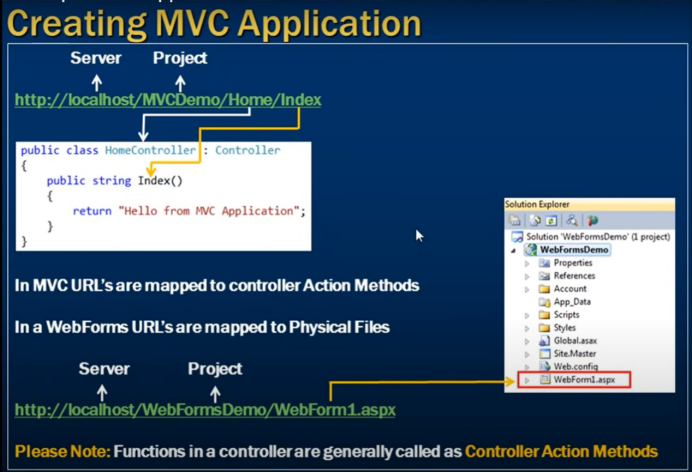 Creating MVC Application
Server Project
http://localhost/MVCDemo/Home/Index
public class HomeController : Controller
{
public string Index()
{
return "Hello from MVC Application";
}
}
In MVC URL's are mapped to controller Action Methods
In a WebForms URL's are mapped to Physical Files
Server Project
http://localhost/WebFormsDemo/WebForm1.aspx
Solution Explorer
Solution 'WebFormsDemo' (1 project)
WebFormsDemo
Properties
References
Account
App_Data
Scripts
Styles
Global.asax
Site.Master
Web.config
WebForm1.aspx
Please Note: Functions in a controller are generally called as Controller Action Methods